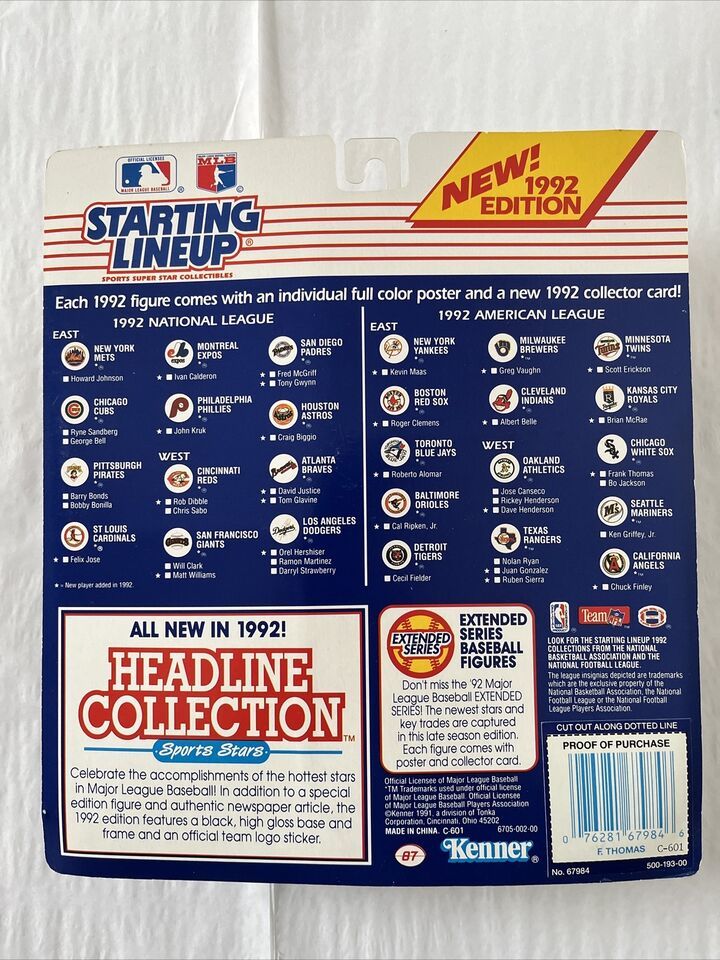 OFFICIAL LICENSEE
MAJOR LEAGUE BASEBALL
®
MLB
©
NEW!
1992
EDITION
STARTING
LINEUP®
SPORTS SUPER STAR COLLECTIBLES
Each 1992 figure comes with an individual full color poster and a new 1992 collector card!
1992 NATIONAL LEAGUE
EAST
NEW YORK
METS
■ Howard Johnson
CHICAGO
CUBS
■ Ryne Sandberg
■ George Bell
PITTSBURGH
PIRATES
■ Barry Bonds
■ Bobby Bonilla
ST LOUIS
CARDINALS
★ ■ Felix Jose
★ = New player added in 1992.
MONTREAL
EXPOS
★ ■ Ivan Calderon
PHILADELPHIA
PHILLIES
★ ■ John Kruk
WEST
CINCINNATI
REDS
★ ■ Rob Dibble
■ Chris Sabo
SAN FRANCISCO
GIANTS
■ Will Clark
★ ■ Matt Williams
SAN DIEGO
PADRES
★ ■ Fred McGriff
★ ■ Tony Gwynn
HOUSTON
ASTROS
★ ■ Craig Biggio
ATLANTA
BRAVES
★ ■ David Justice
★ ■ Tom Glavine
LOS ANGELES
DODGERS
★ ■ Orel Hershiser
■ Ramon Martinez
■ Darryl Strawberry
1992 AMERICAN LEAGUE
EAST
NEW YORK
YANKEES
★ ■ Kevin Maas
BOSTON
RED SOX
★ ■ Roger Clemens
TORONTO
BLUE JAYS
★ ■ Roberto Alomar
BALTIMORE
ORIOLES
★ ■ Cal Ripken, Jr.
DETROIT
TIGERS
■ Cecil Fielder
MILWAUKEE
BREWERS
★ ■ Greg Vaughn
CLEVELAND
INDIANS
★ ■ Albert Belle
WEST
OAKLAND
ATHLETICS
■ Jose Canseco
■ Rickey Henderson
★ ■ Dave Henderson
TEXAS
RANGERS
■ Nolan Ryan
★ ■ Juan Gonzalez
★ ■ Ruben Sierra
MINNESOTA
TWINS
★ ■ Scott Erickson
KANSAS CITY
ROYALS
★ ■ Brian McRae
CHICAGO
WHITE SOX
★ ■ Frank Thomas
■ Bo Jackson
SEATTLE
MARINERS
■ Ken Griffey, Jr.
CALIFORNIA
ANGELS
★ ■ Chuck Finley
ALL NEW IN 1992!
HEADLINE
COLLECTION™
Sports Stars
Celebrate the accomplishments of the hottest stars
in Major League Baseball! In addition to a special
edition figure and authentic newspaper article, the
1992 edition features a black, high gloss base and
frame and an official team logo sticker.
EXTENDED
SERIES
EXTENDED
SERIES
BASEBALL
FIGURES
Don't miss the '92 Major
League Baseball EXTENDED
SERIES! The newest stars and
key trades are captured
in this late season edition.
Each figure comes with
poster and collector card.
Official Licensee of Major League Baseball
*TM Trademarks used under official license
of Major League Baseball. Official Licensee
of Major League Baseball Players Association
©Kenner 1991, a division of Tonka
Corporation, Cincinnati, Ohio 45202
MADE IN CHINA. C-601 6705-002-00
87 Kenner®
NBA
Team NFL
LOOK FOR THE STARTING LINEUP 1992
COLLECTIONS FROM THE NATIONAL
BASKETBALL ASSOCIATION AND THE
NATIONAL FOOTBALL LEAGUE.
The league insignias depicted are trademarks
which are the exclusive property of the
National Basketball Association, the National
Football League or the National Football
League Players Association.
CUT OUT ALONG DOTTED LINE
PROOF OF PURCHASE
0 76281 67984 6
F. THOMAS C-601
No. 67984 500-193-00